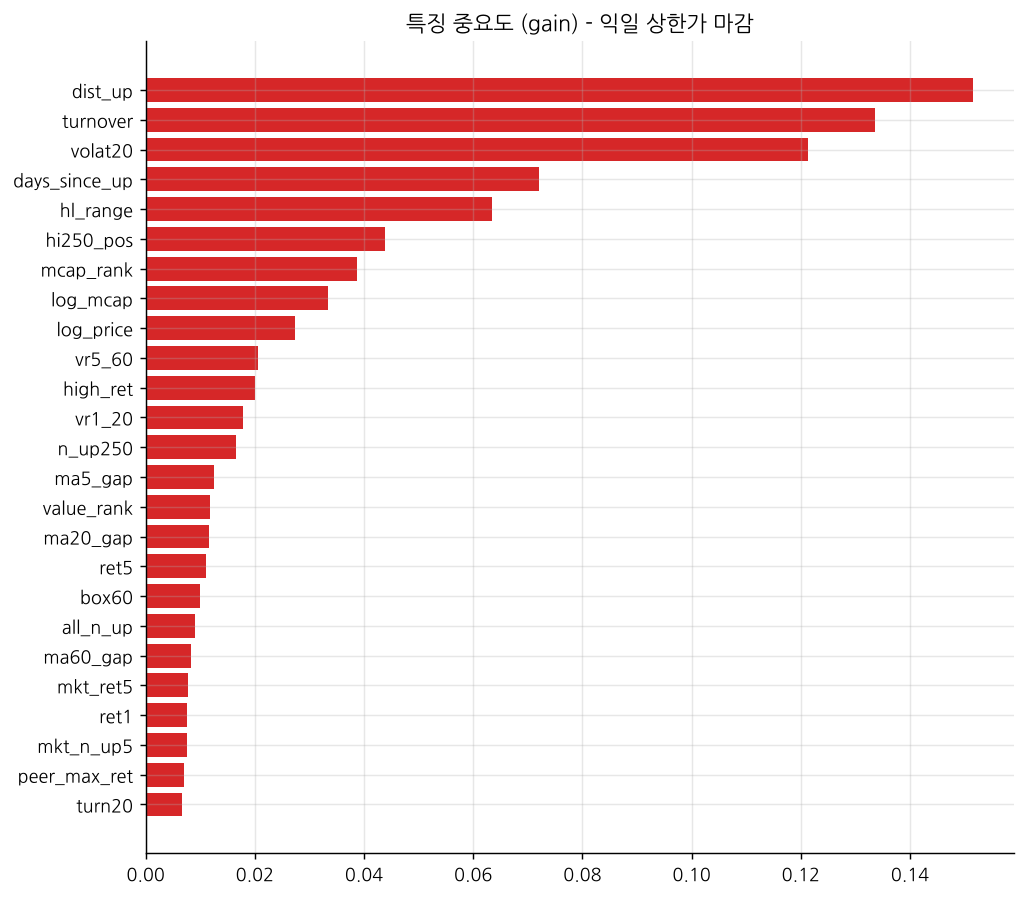 특징 중요도 (gain) - 익일 상한가 마감
dist_up
turnover
volat20
days_since_up
hl_range
hi250_pos
mcap_rank
log_mcap
log_price
vr5_60
high_ret
vr1_20
n_up250
ma5_gap
value_rank
ma20_gap
ret5
box60
all_n_up
ma60_gap
mkt_ret5
ret1
mkt_n_up5
peer_max_ret
turn20
0.00 0.02 0.04 0.06 0.08 0.10 0.12 0.14